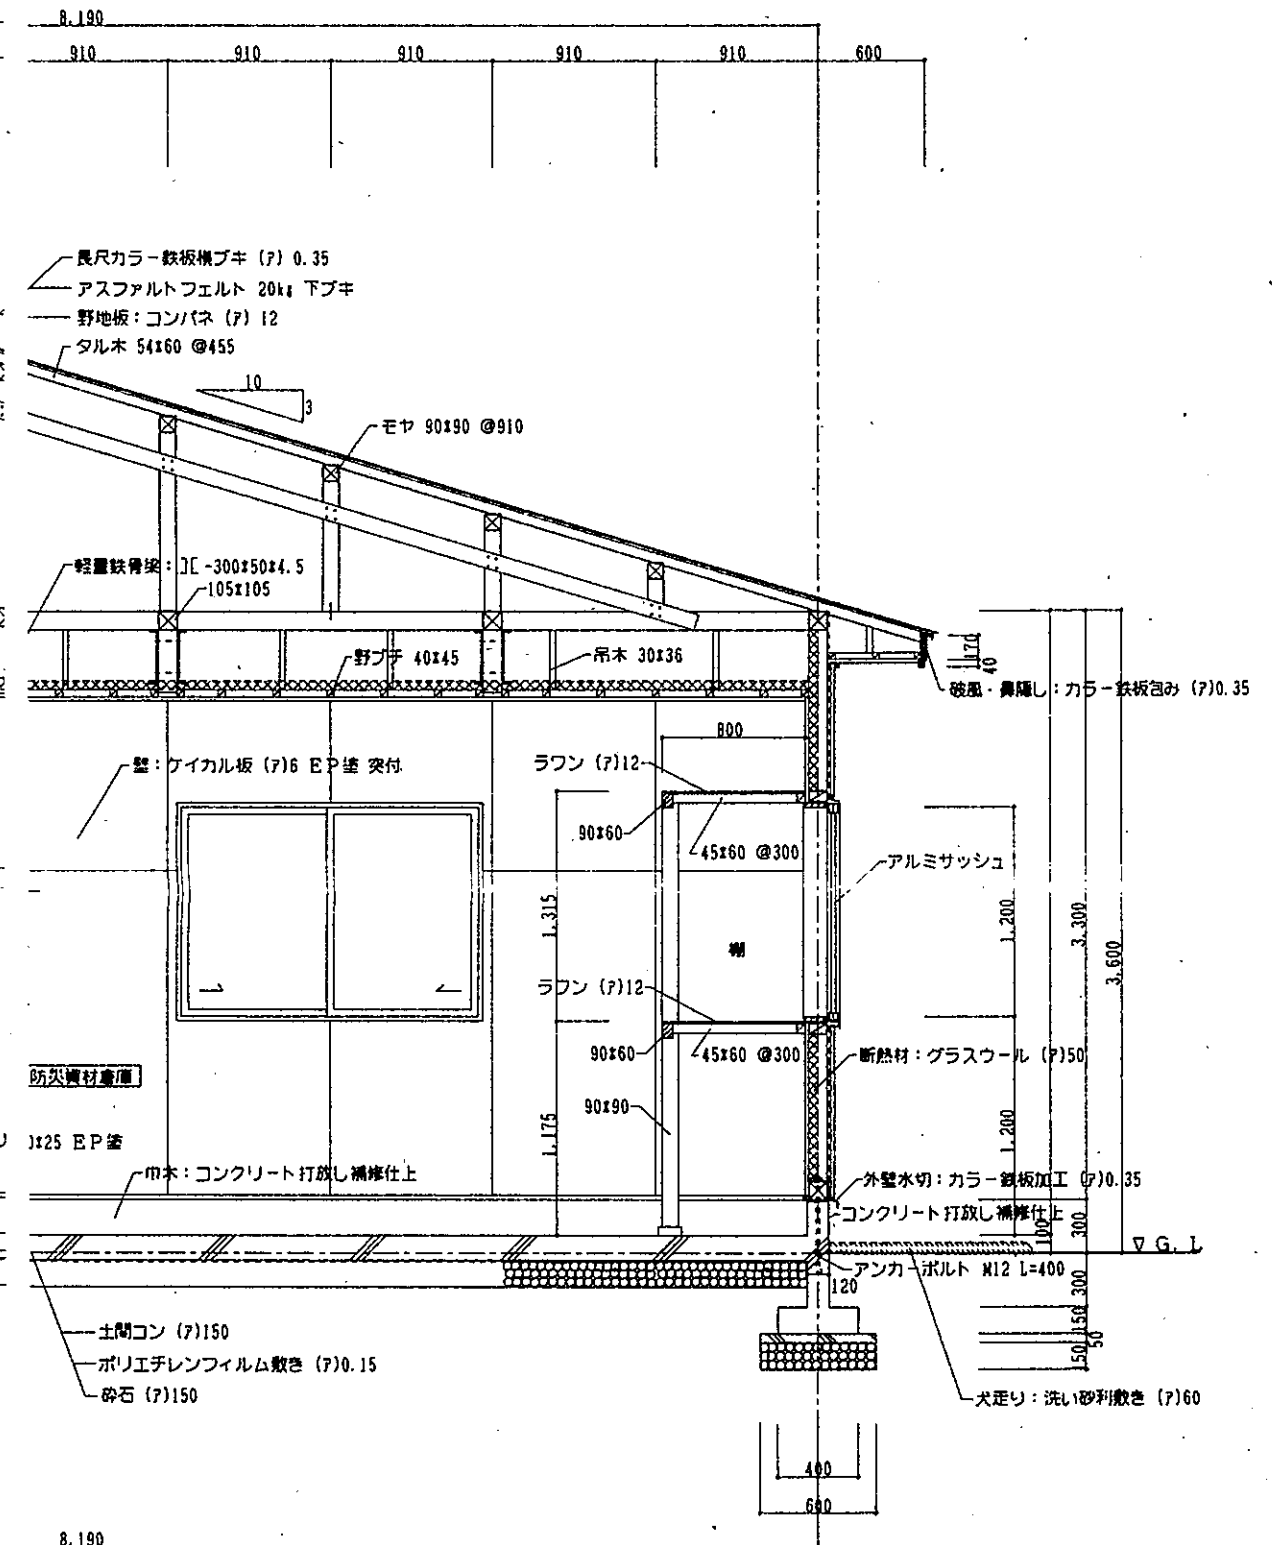 8,190
910
910
910
910
910
600
長尺カラー鉄板横ブキ (ア) 0.35
アスファルトフェルト 20kg 下ブキ
野地板：コンパネ (ア) 12
タル木 54x60 @455
10
3
モヤ 90x90 @910
軽量鉄骨梁：コ[ -300x50x4.5
105x105
野ブチ 40x45
吊木 30x36
170
40
破風・鼻隠し：カラー鉄板包み (ア)0.35
800
壁：ケイカル板 (ア)6 EP塗 突付
ラワン (ア)12
90x60
45x60 @300
アルミサッシュ
1,315
1,200
3,300
3,600
棚
ラワン (ア)12
90x60
45x60 @300
断熱材：グラスウール (ア)50
防災資材倉庫
90x90
1,175
1,200
x25 EP塗
巾木：コンクリート打放し補修仕上
外壁水切：カラー鉄板加工 (ア)0.35
コンクリート打放し補修仕上
100
300
▽G.L
アンカーボルト M12 L=400
120
300
150
50
150
土間コン (ア)150
ポリエチレンフィルム敷き (ア)0.15
砕石 (ア)150
犬走り：洗い砂利敷き (ア)60
400
600
8,190